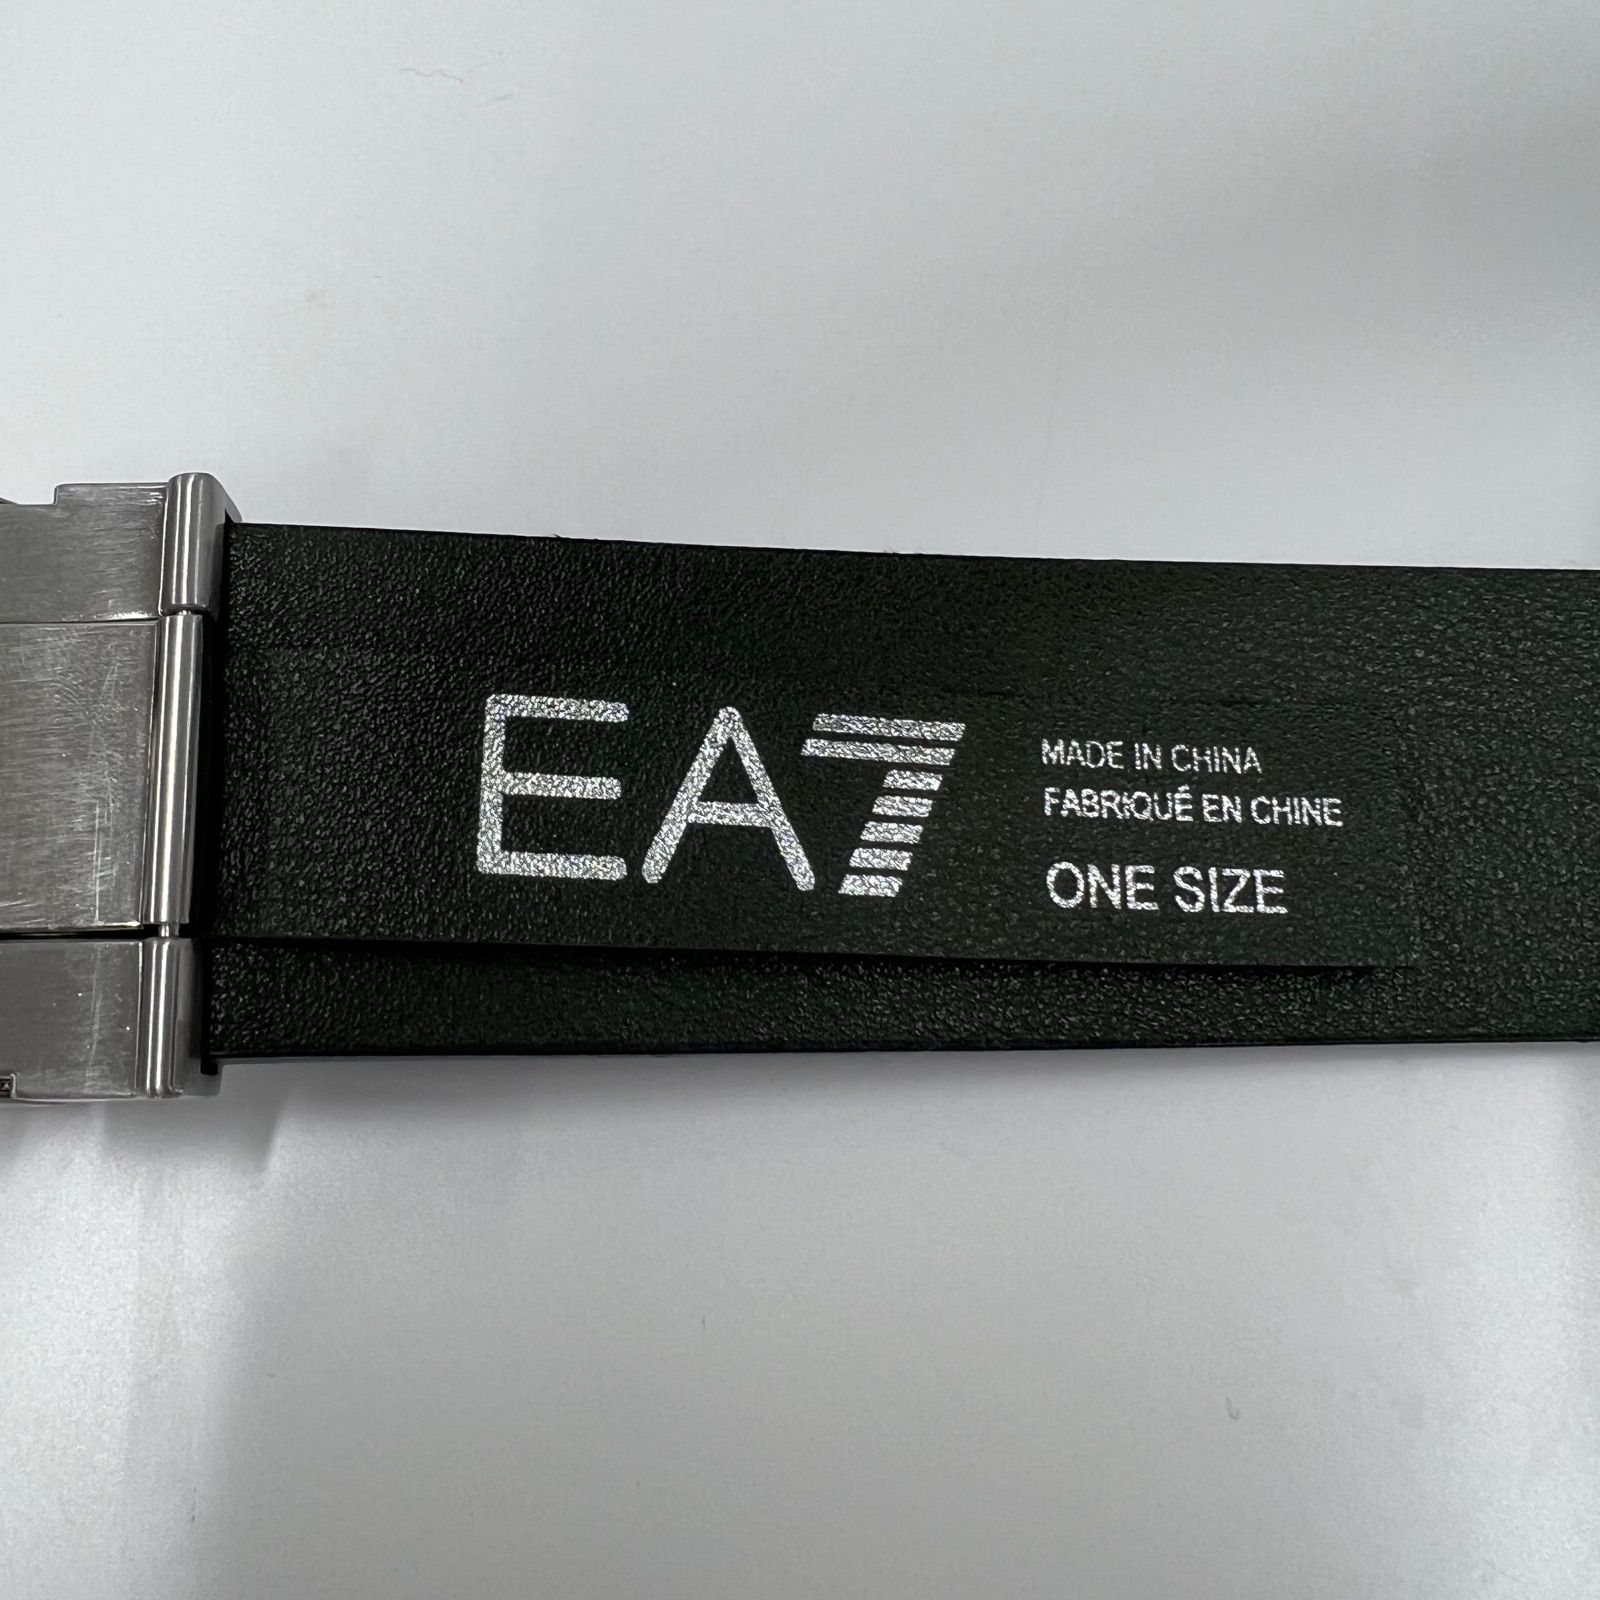 EA7
MADE IN CHINA
FABRIQUÉ EN CHINE
ONE SIZE